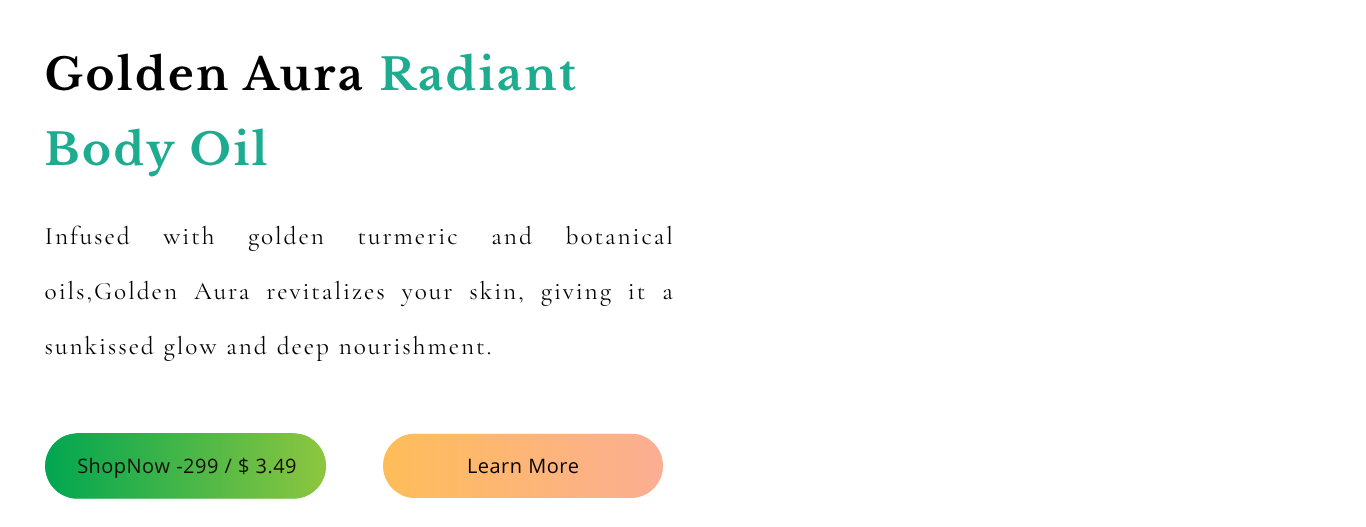 Golden Aura Radiant
Body Oil
Infused with golden turmeric and botanical
oils,Golden Aura revitalizes your skin, giving it a
sunkissed glow and deep nourishment.
ShopNow -299 / $ 3.49
Learn More